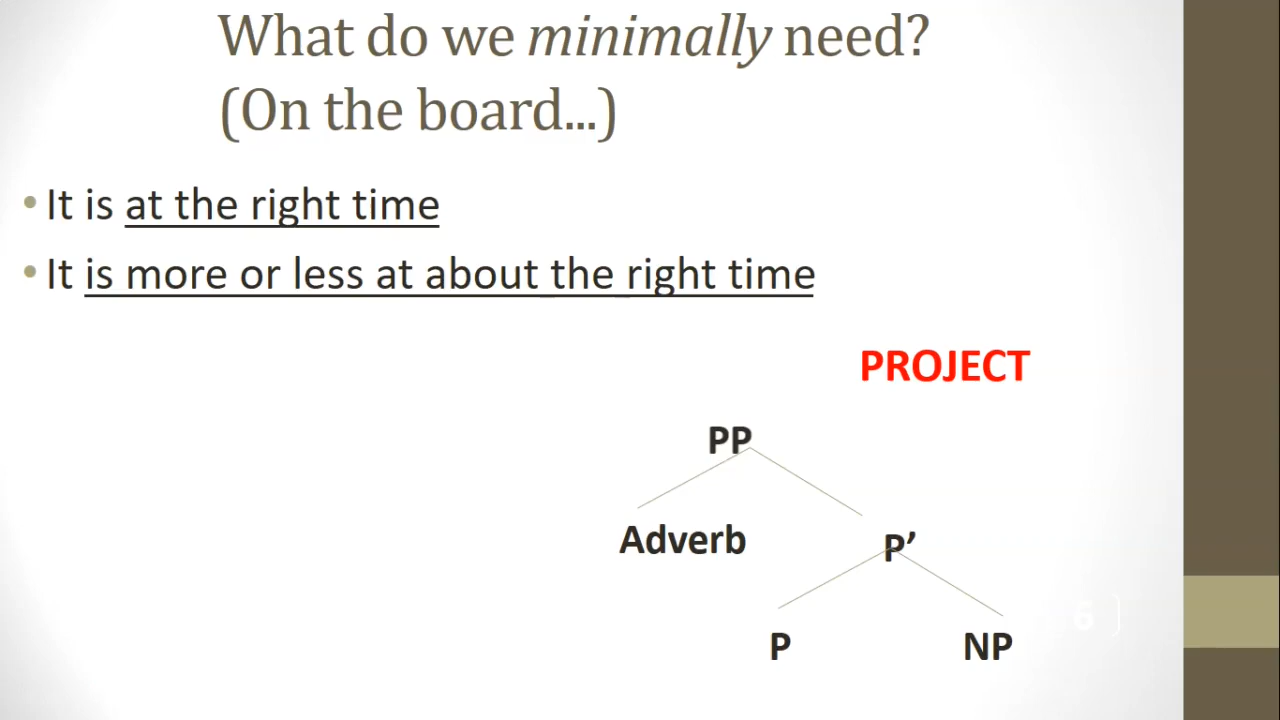 What do we minimally need?
(On the board...)
• It is at the right time
• It is more or less at about the right time
PROJECT
PP
Adverb
P’
6
P
NP